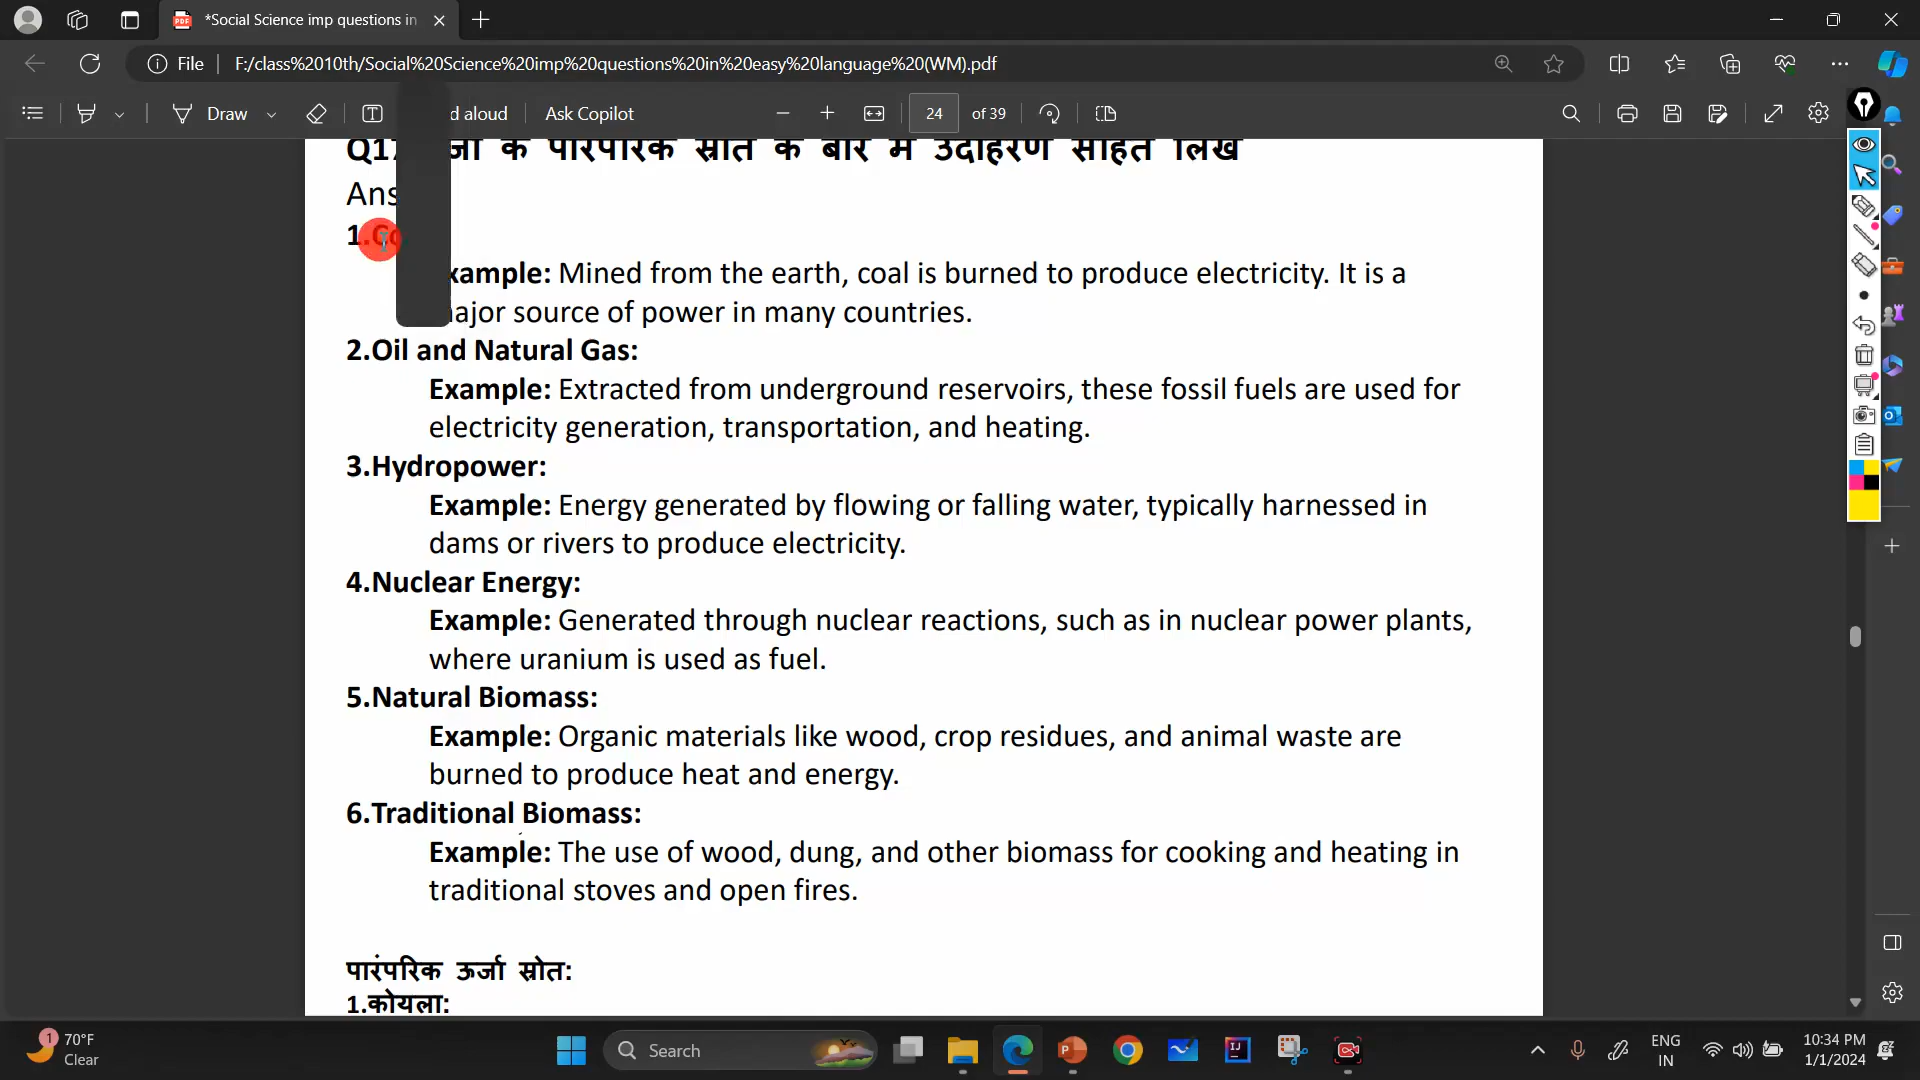 *Social Science imp questions in
File
F:/class%2010th/Social%20Science%20imp%20questions%20in%20easy%20language%20(WM).pdf
Draw
d aloud
Ask Copilot
24
of 39
के पारंपरिक स्रोत के बारे में उदाहरण सहित लिखें
Ans
1.Co
xample: Mined from the earth, coal is burned to produce electricity. It is a
ajor source of power in many countries.
2.Oil and Natural Gas:
Example: Extracted from underground reservoirs, these fossil fuels are used for
electricity generation, transportation, and heating.
3.Hydropower:
Example: Energy generated by flowing or falling water, typically harnessed in
dams or rivers to produce electricity.
4.Nuclear Energy:
Example: Generated through nuclear reactions, such as in nuclear power plants,
where uranium is used as fuel.
5.Natural Biomass:
Example: Organic materials like wood, crop residues, and animal waste are
burned to produce heat and energy.
6.Traditional Biomass:
Example: The use of wood, dung, and other biomass for cooking and heating in
traditional stoves and open fires.
पारंपरिक ऊर्जा स्रोत:
1.कोयला:
1
70°F
Clear
Search
ENG
IN
10:34 PM
1/1/2024